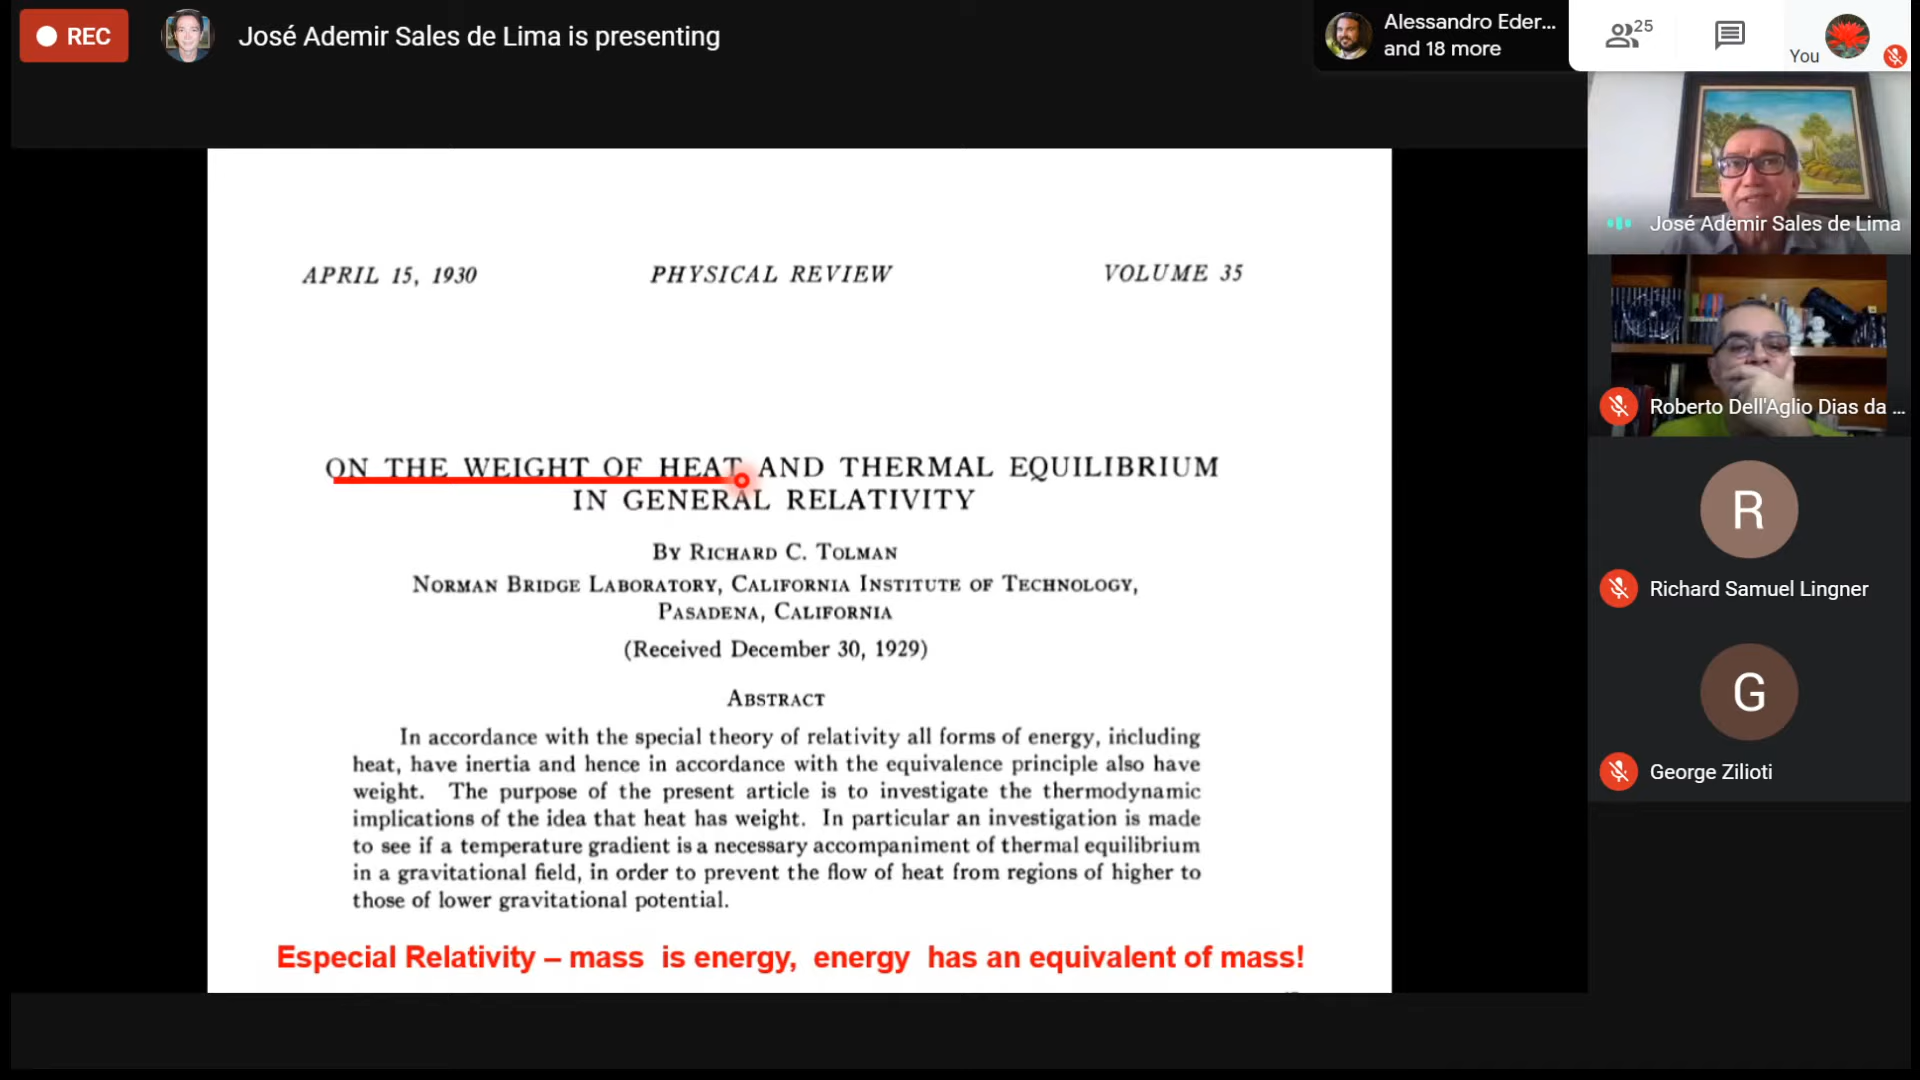 REC
José Ademir Sales de Lima is presenting
Alessandro Eder...
and 18 more
25
You
APRIL 15, 1930 PHYSICAL REVIEW VOLUME 35
ON THE WEIGHT OF HEAT AND THERMAL EQUILIBRIUM
IN GENERAL RELATIVITY
By Richard C. Tolman
Norman Bridge Laboratory, California Institute of Technology,
Pasadena, California
(Received December 30, 1929)
Abstract
In accordance with the special theory of relativity all forms of energy, including
heat, have inertia and hence in accordance with the equivalence principle also have
weight. The purpose of the present article is to investigate the thermodynamic
implications of the idea that heat has weight. In particular an investigation is made
to see if a temperature gradient is a necessary accompaniment of thermal equilibrium
in a gravitational field, in order to prevent the flow of heat from regions of higher to
those of lower gravitational potential.
Especial Relativity – mass is energy, energy has an equivalent of mass!
José Ademir Sales de Lima
Roberto Dell'Aglio Dias da ...
R
Richard Samuel Lingner
G
George Zilioti